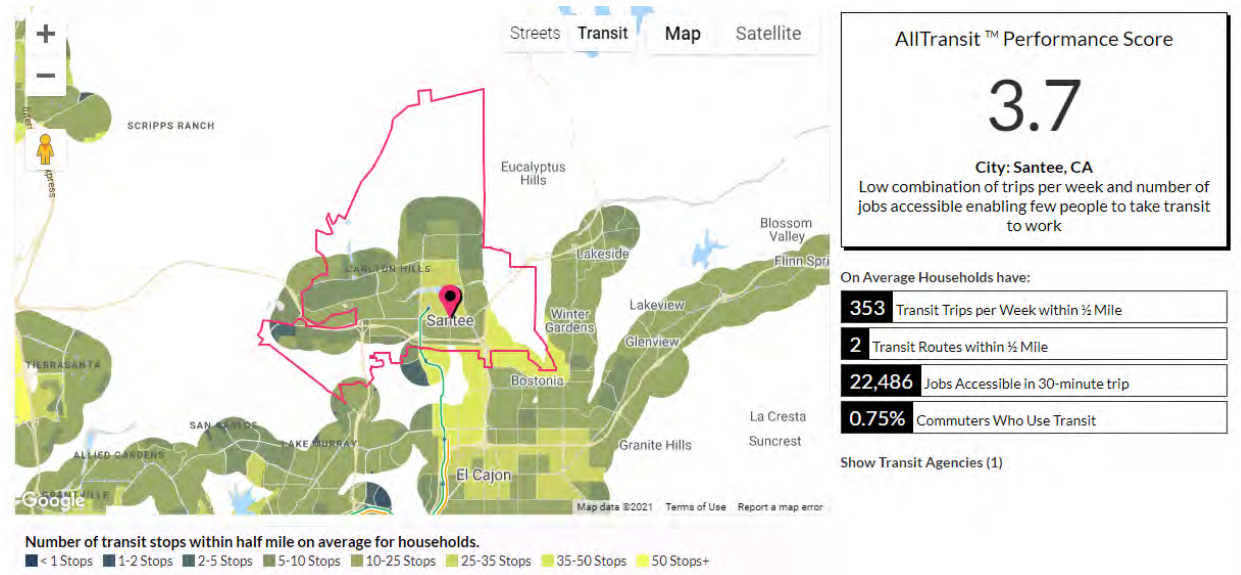 +
−
Streets Transit Map Satellite
SCRIPPS RANCH
Eucalyptus
Hills
Blossom
Valley
Lakeside
CARLTON HILLS
Santee
Winter
Gardens
Lakeview
Glenview
TIERRASANTA
Bostonia
La Cresta
Granite Hills
Suncrest
LAKE MURRAY
ALLIED GARDENS
El Cajon
Google
GRANTVILLE
Map data ©2021 Terms of Use Report a map error
Number of transit stops within half mile on average for households.
< 1 Stops 1-2 Stops 2-5 Stops 5-10 Stops 10-25 Stops 25-35 Stops 35-50 Stops 50 Stops+
AllTransit ™ Performance Score
3.7
City: Santee, CA
Low combination of trips per week and number of
jobs accessible enabling few people to take transit
to work
On Average Households have:
353 Transit Trips per Week within ½ Mile
2 Transit Routes within ½ Mile
22,486 Jobs Accessible in 30-minute trip
0.75% Commuters Who Use Transit
Show Transit Agencies (1)